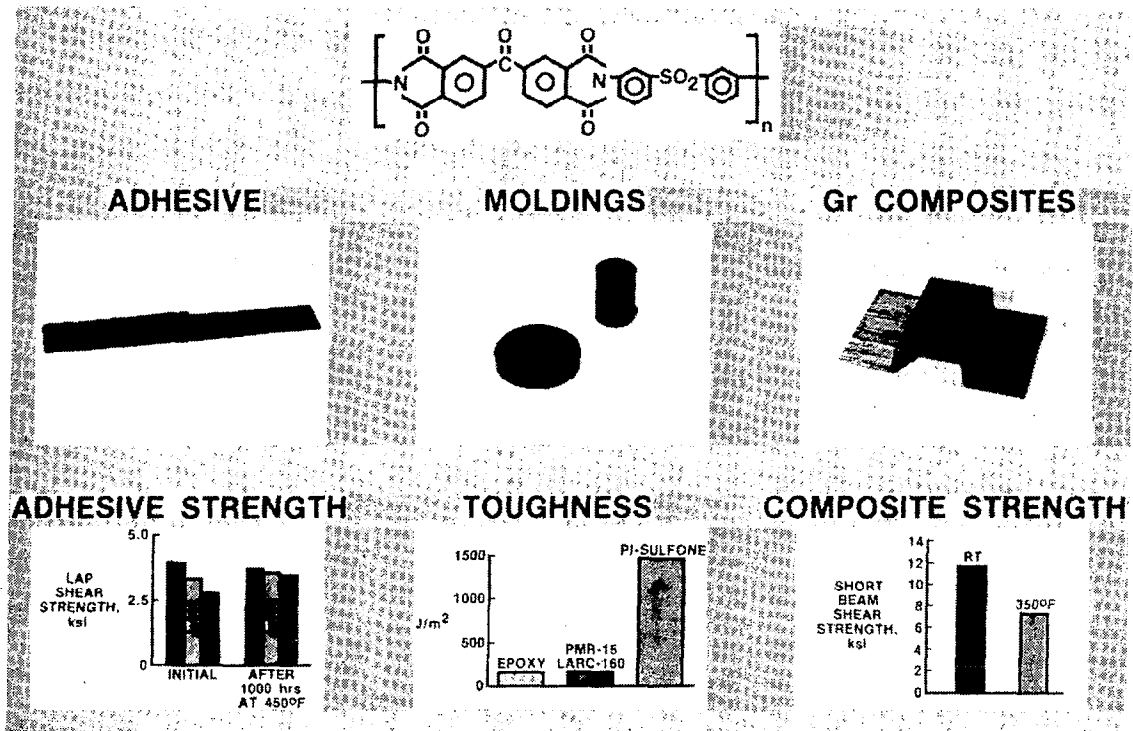 O O O
C
N N SO2
O O
n
ADHESIVE MOLDINGS Gr COMPOSITES
ADHESIVE STRENGTH
5.0
LAP
SHEAR
STRENGTH,
ksi
2.5
0
INITIAL
AFTER
1000 hrs
AT 450ºF
TOUGHNESS
1500
1000
J/m2
500
0
EPOXY
PMR-15
LARC-160
PI-SULFONE
COMPOSITE STRENGTH
14
12
10
8
6
4
2
0
SHORT
BEAM
SHEAR
STRENGTH,
ksi
RT
350ºF